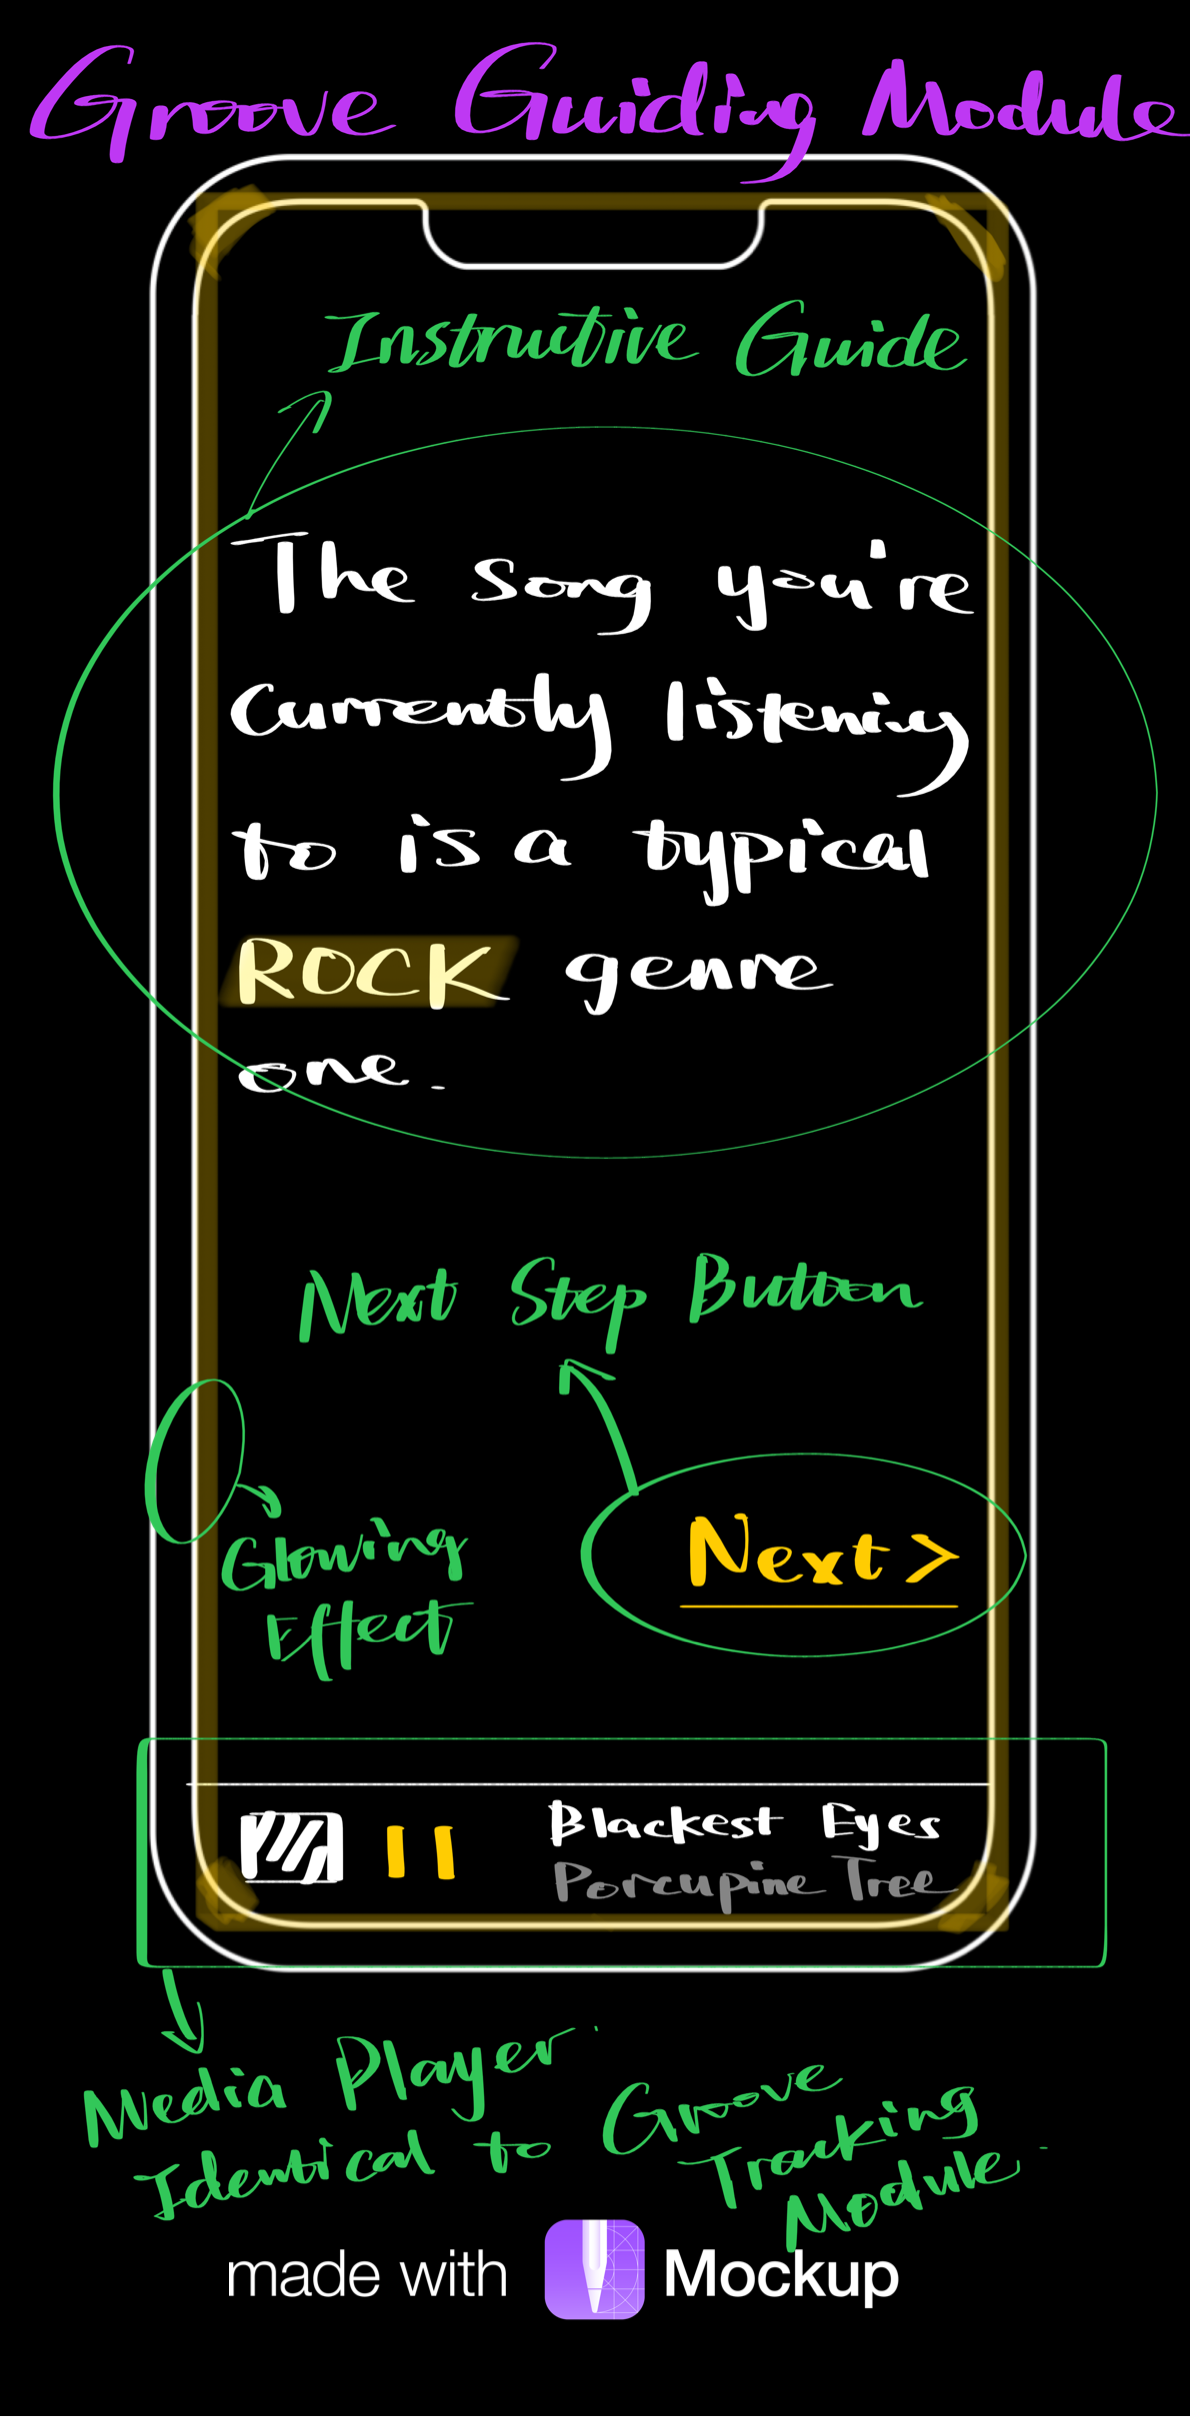 Groove Guiding Module
Instructive Guide
The song you're
currently listening
to is a typical
ROCK genre
one.
Next Step Button
Next >
Glowing
Effect
Blackest Eyes
Porcupine Tree
Media Player.
Identical to Groove
Tracking
Module.
made with Mockup